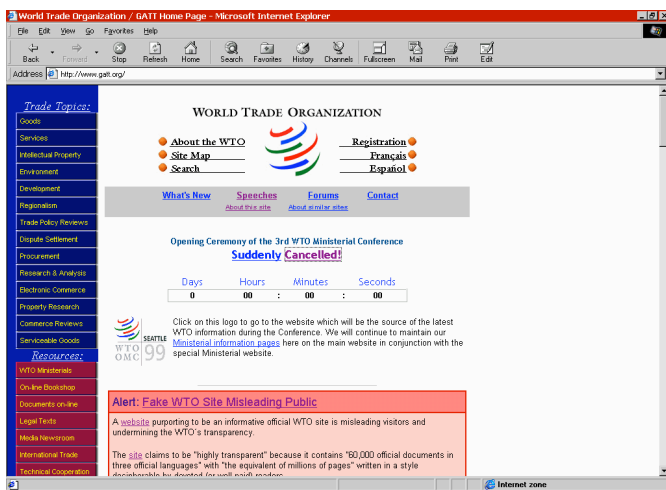 World Trade Organization / GATT Home Page - Microsoft Internet Explorer
File Edit View Go Favorites Help
Back Forward Stop Refresh Home Search Favorites History Channels Fullscreen Mail Print Edit
Address http://www.gatt.org/
Trade Topics:
Goods
Services
Intellectual Property
Environment
Development
Regionalism
Trade Policy Reviews
Dispute Settlement
Procurement
Research & Analysis
Electronic Commerce
Property Research
Commerce Reviews
Serviceable Goods
Resources:
WTO Ministerials
On-line Bookshop
Documents on-line
Legal Texts
Media Newsroom
International Trade
Technical Cooperation
WORLD TRADE ORGANIZATION
About the WTO Registration
Site Map Français
Search Español
What's New Speeches Forums Contact
About this site About similar sites
Opening Ceremony of the 3rd WTO Ministerial Conference
Suddenly Cancelled!
Days Hours Minutes Seconds
0 00 : 00 : 00
WTO OMC SEATTLE 99
Click on this logo to go to the website which will be the source of the latest
WTO information during the Conference. We will continue to maintain our
Ministerial information pages here on the main website in conjunction with the
special Ministerial website.
Alert: Fake WTO Site Misleading Public
A website purporting to be an informative official WTO site is misleading visitors and
undermining the WTO's transparency.
The site claims to be "highly transparent" because it contains "60,000 official documents in
three official languages" with "the equivalent of millions of pages" written in a style
decipherable by devoted (or well-paid) readers.
Internet zone